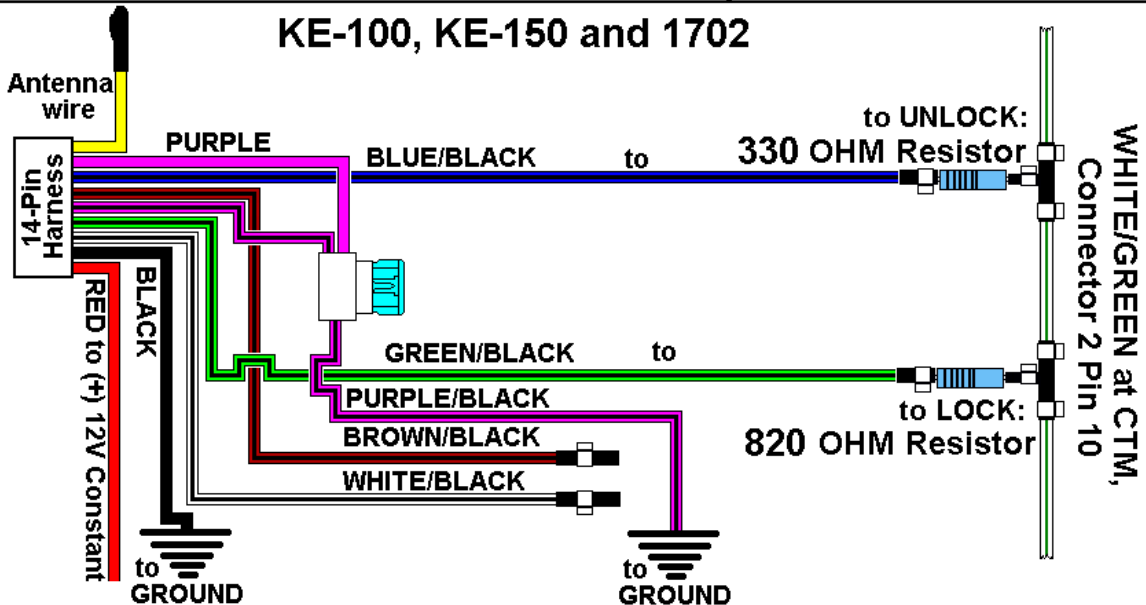 KE-100, KE-150 and 1702
Antenna
wire
14-Pin
Harness
PURPLE
BLUE/BLACK to
to UNLOCK:
330 OHM Resistor
WHITE/GREEN at CTM,
Connector 2 Pin 10
RED to (+) 12V Constant
BLACK
GREEN/BLACK to
to LOCK:
820 OHM Resistor
PURPLE/BLACK
BROWN/BLACK
WHITE/BLACK
to
GROUND
to
GROUND